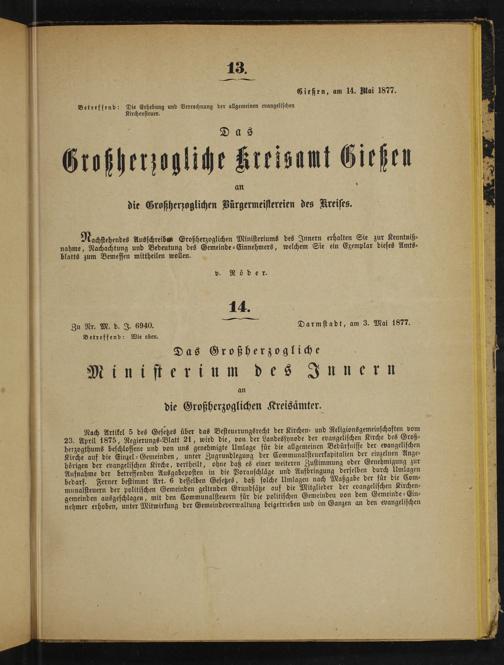 13.
Gießen, am 14. Mai 1877.
Betreffend: Die Erhebung und Verrechnung der allgemeinen evangelischen
Kirchensteuer.
Das
Großherzogliche Kreisamt Gießen
an
die Großherzoglichen Bürgermeistereien des Kreises.
Nachstehendes Ausschreiben Großherzoglichen Ministeriums des Innern erhalten Sie zur Kenntniß-
nahme, Nachachtung und Bedeutung des Gemeinde-Einnehmers, welchem Sie ein Exemplar dieses Amts-
blatts zum Bemessen mittheilen wollen.
v. Röder.
14.
Zu Nr. M. d. J. 6940.
Darmstadt, am 3. Mai 1877.
Betreffend: Wie oben.
Das Großherzogliche
Ministerium des Innern
an
die Großherzoglichen Kreisämter.
Nach Artikel 5 des Gesetzes über das Besteuerungsrecht der Kirchen- und Religionsgemeinschaften vom
23. April 1875, Regierungs-Blatt 21, wird die, von der Landessynode der evangelischen Kirche des Groß-
herzogthums beschlossene und von uns genehmigte Umlage für die allgemeinen Bedürfnisse der evangelischen
Kirche auf die Einzel-Gemeinden, unter Zugrundlegung der Communalsteuerkapitalien der einzelnen Ange-
hörigen der evangelischen Kirche, vertheilt, ohne daß es einer weiteren Zustimmung oder Genehmigung zur
Aufnahme der betreffenden Ausgabeposten in die Voranschläge und Aufbringung derselben durch Umlagen
bedarf. Ferner bestimmt Art. 6 desselben Gesetzes, daß solche Umlagen nach Maßgabe der für die Com-
munalsteuern der politischen Gemeinden geltenden Grundsätze auf die Mitglieder der evangelischen Kirchen-
gemeinden ausgeschlagen, mit den Communalsteuern für die politischen Gemeinden von dem Gemeinde-Ein-
nehmer erhoben, unter Mitwirkung der Gemeindeverwaltung beigetrieben und im Ganzen an den evangelischen